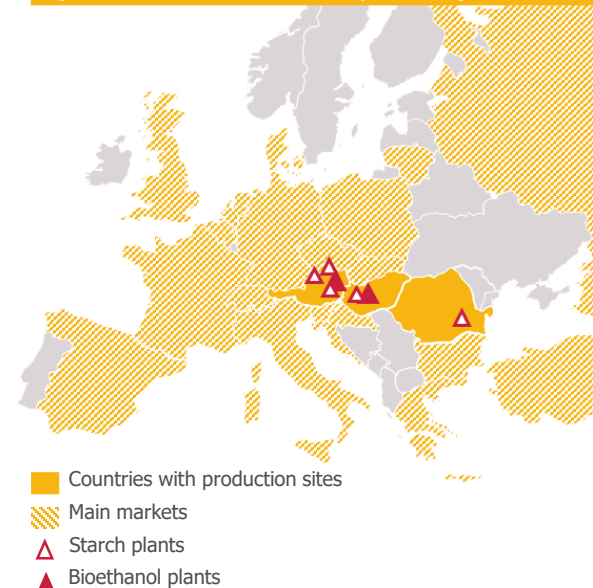 Countries with production sites
Main markets
Starch plants
Bioethanol plants